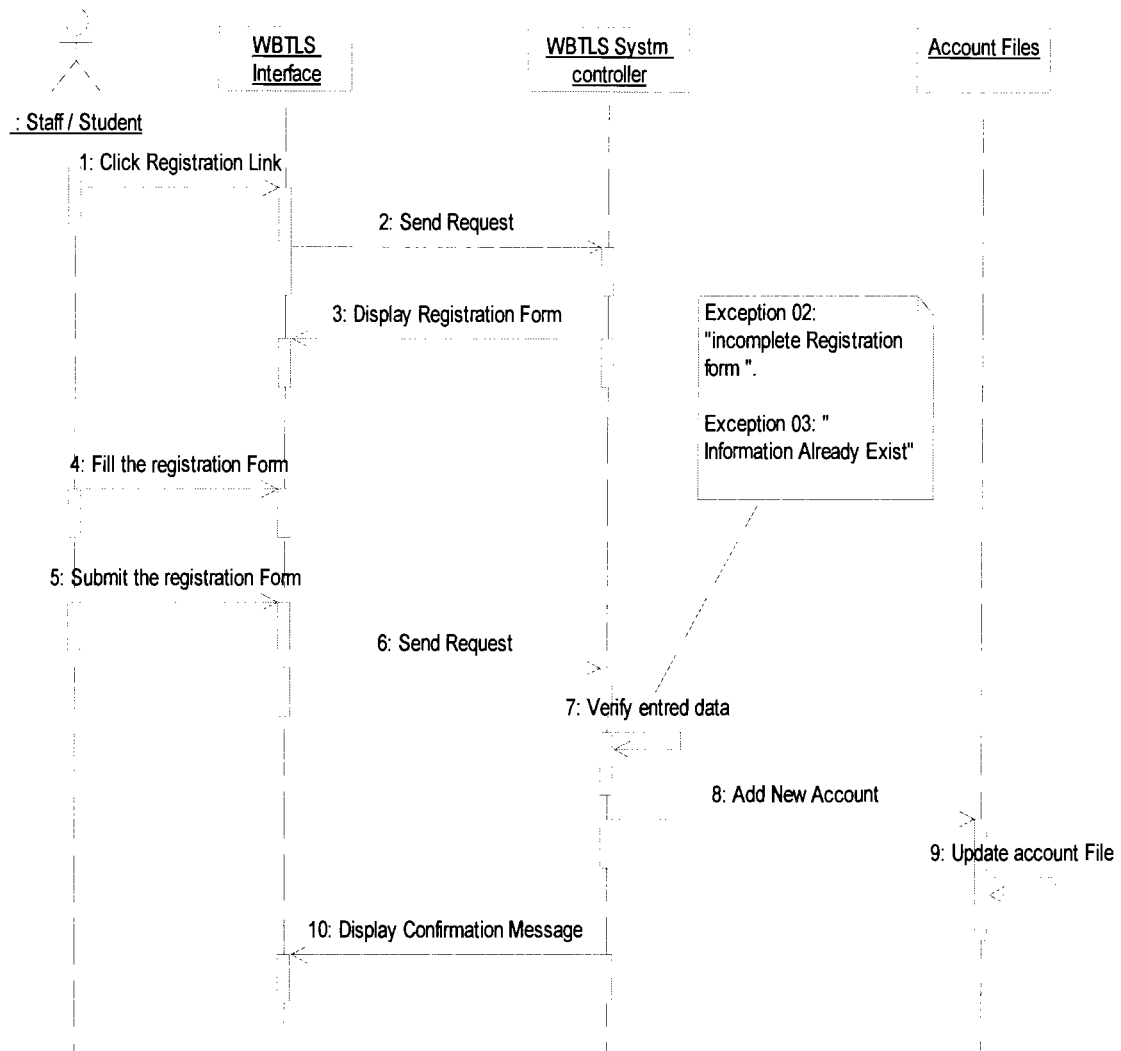 WBTLS
Interface
WBTLS Systm
controller
Account Files
: Staff / Student
1: Click Registration Link
2: Send Request
3: Display Registration Form
Exception 02:
"incomplete Registration
form ".
Exception 03: "
Information Already Exist"
4: Fill the registration Form
5: Submit the registration Form
6: Send Request
7: Verify entred data
8: Add New Account
9: Update account File
10: Display Confirmation Message